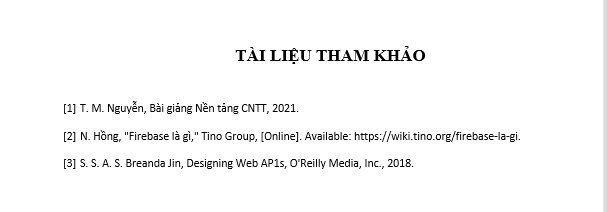 TÀI LIỆU THAM KHẢO
[1] T. M. Nguyễn, Bài giảng Nền tảng CNTT, 2021.
[2] N. Hồng, "Firebase là gì," Tino Group, [Online]. Available: https://wiki.tino.org/firebase-la-gi.
[3] S. S. A. S. Breanda Jin, Designing Web AP1s, O'Reilly Media, Inc., 2018.